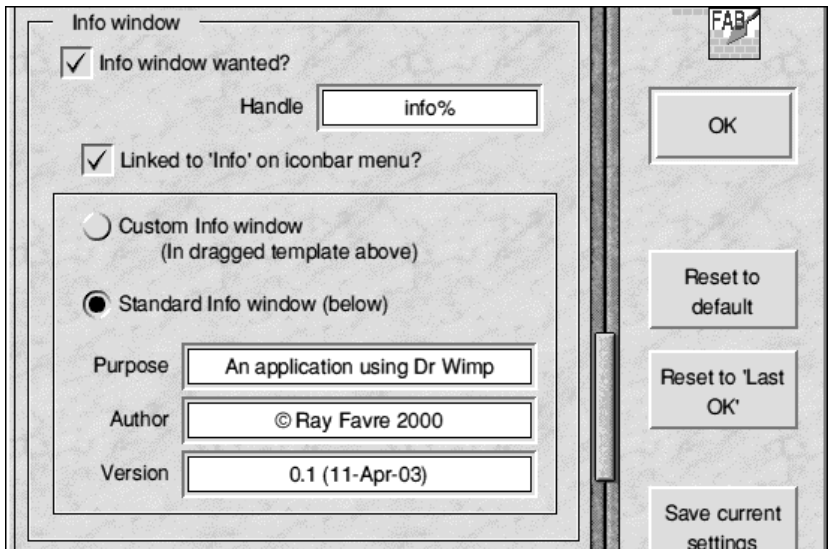 Info window
Info window wanted?
Handle info%
Linked to 'Info' on iconbar menu?
Custom Info window
(In dragged template above)
Standard Info window (below)
Purpose An application using Dr Wimp
Author © Ray Favre 2000
Version 0.1 (11-Apr-03)
FAB
OK
Reset to
default
Reset to 'Last
OK'
Save current
settings